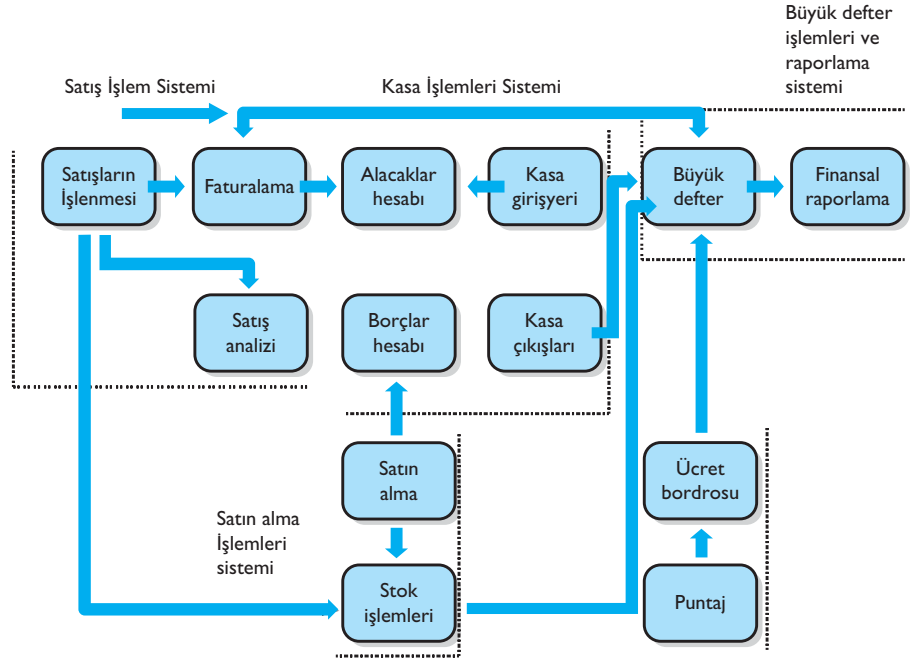 Büyük defter
işlemleri ve
raporlama
sistemi
Satış İşlem Sistemi
Kasa İşlemleri Sistemi
Satışların
İşlenmesi
Faturalama
Alacaklar
hesabı
Kasa
girişyeri
Büyük
defter
Finansal
raporlama
Satış
analizi
Borçlar
hesabı
Kasa
çıkışları
Satın
alma
Ücret
bordrosu
Satın alma
İşlemleri
sistemi
Stok
işlemleri
Puntaj